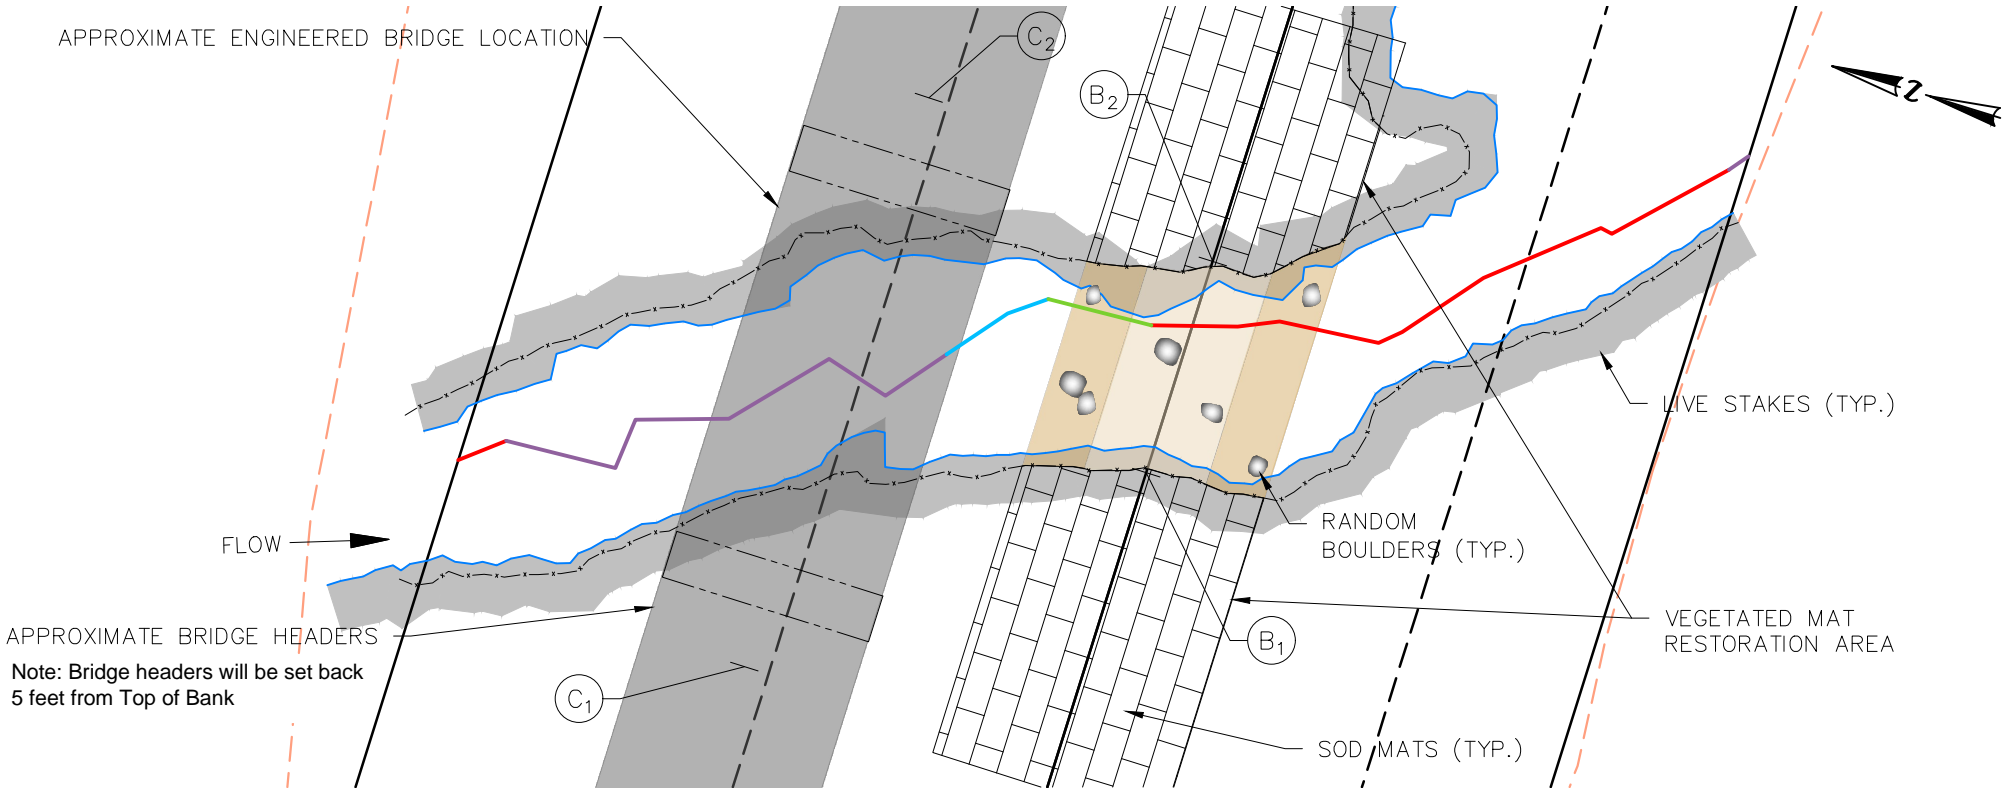 APPROXIMATE ENGINEERED BRIDGE LOCATION
C2
B2
N
LIVE STAKES (TYP.)
RANDOM
BOULDERS (TYP.)
FLOW
APPROXIMATE BRIDGE HEADERS
Note: Bridge headers will be set back
5 feet from Top of Bank
B1
VEGETATED MAT
RESTORATION AREA
C1
SOD MATS (TYP.)